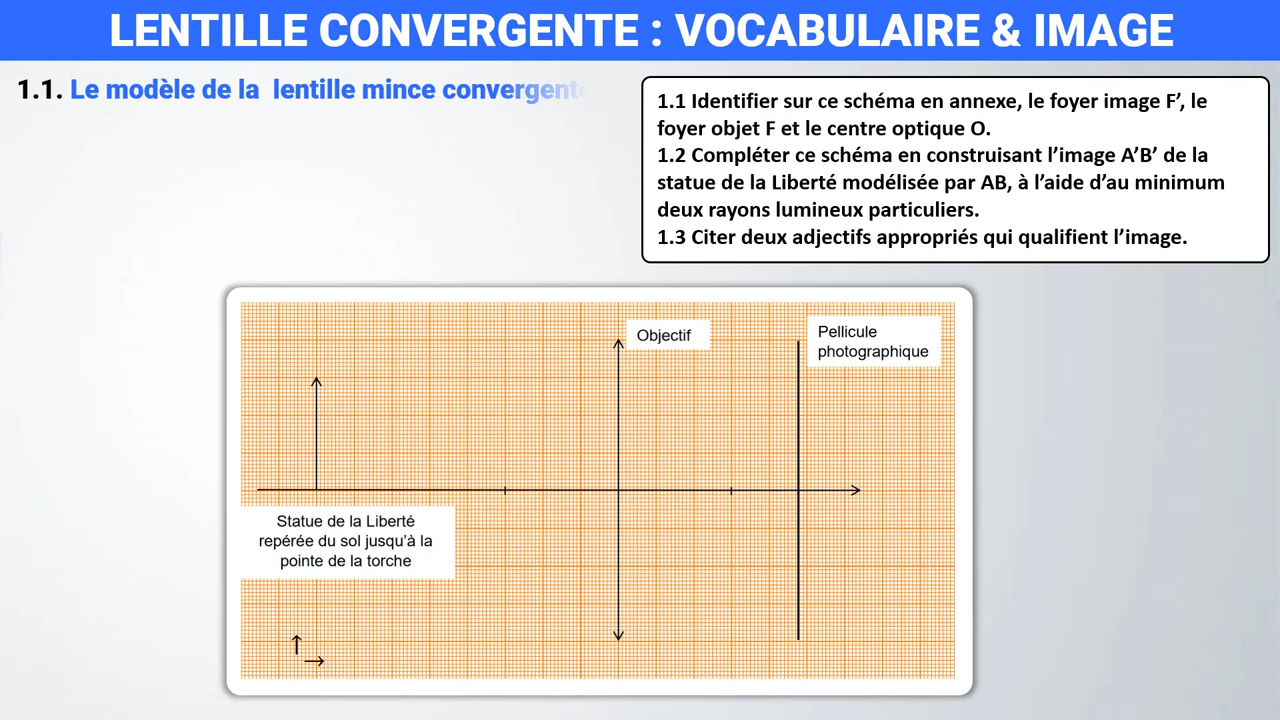 LENTILLE CONVERGENTE : VOCABULAIRE & IMAGE
1.1. Le modèle de la lentille mince convergente
1.1 Identifier sur ce schéma en annexe, le foyer image F’, le
foyer objet F et le centre optique O.
1.2 Compléter ce schéma en construisant l’image A’B’ de la
statue de la Liberté modélisée par AB, à l’aide d’au minimum
deux rayons lumineux particuliers.
1.3 Citer deux adjectifs appropriés qui qualifient l’image.
Objectif
Pellicule
photographique
Statue de la Liberté
repérée du sol jusqu'à la
pointe de la torche